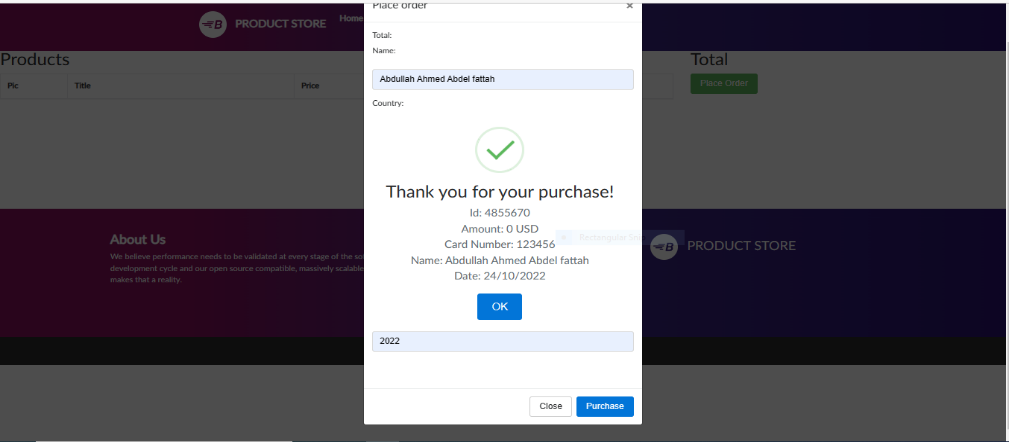 Place order
×
PRODUCT STORE
Home
Products
Total
Pic
Title
Price
Place Order
Total:
Name:
Abdullah Ahmed Abdel fattah
Country:
Thank you for your purchase!
Id: 4855670
Amount: 0 USD
Card Number: 123456
Name: Abdullah Ahmed Abdel fattah
Date: 24/10/2022
OK
2022
Close
Purchase
About Us
We believe performance needs to be validated at every stage of the
development cycle and our open source compatible, massively scalable
makes that a reality.
Rectangular
B PRODUCT STORE